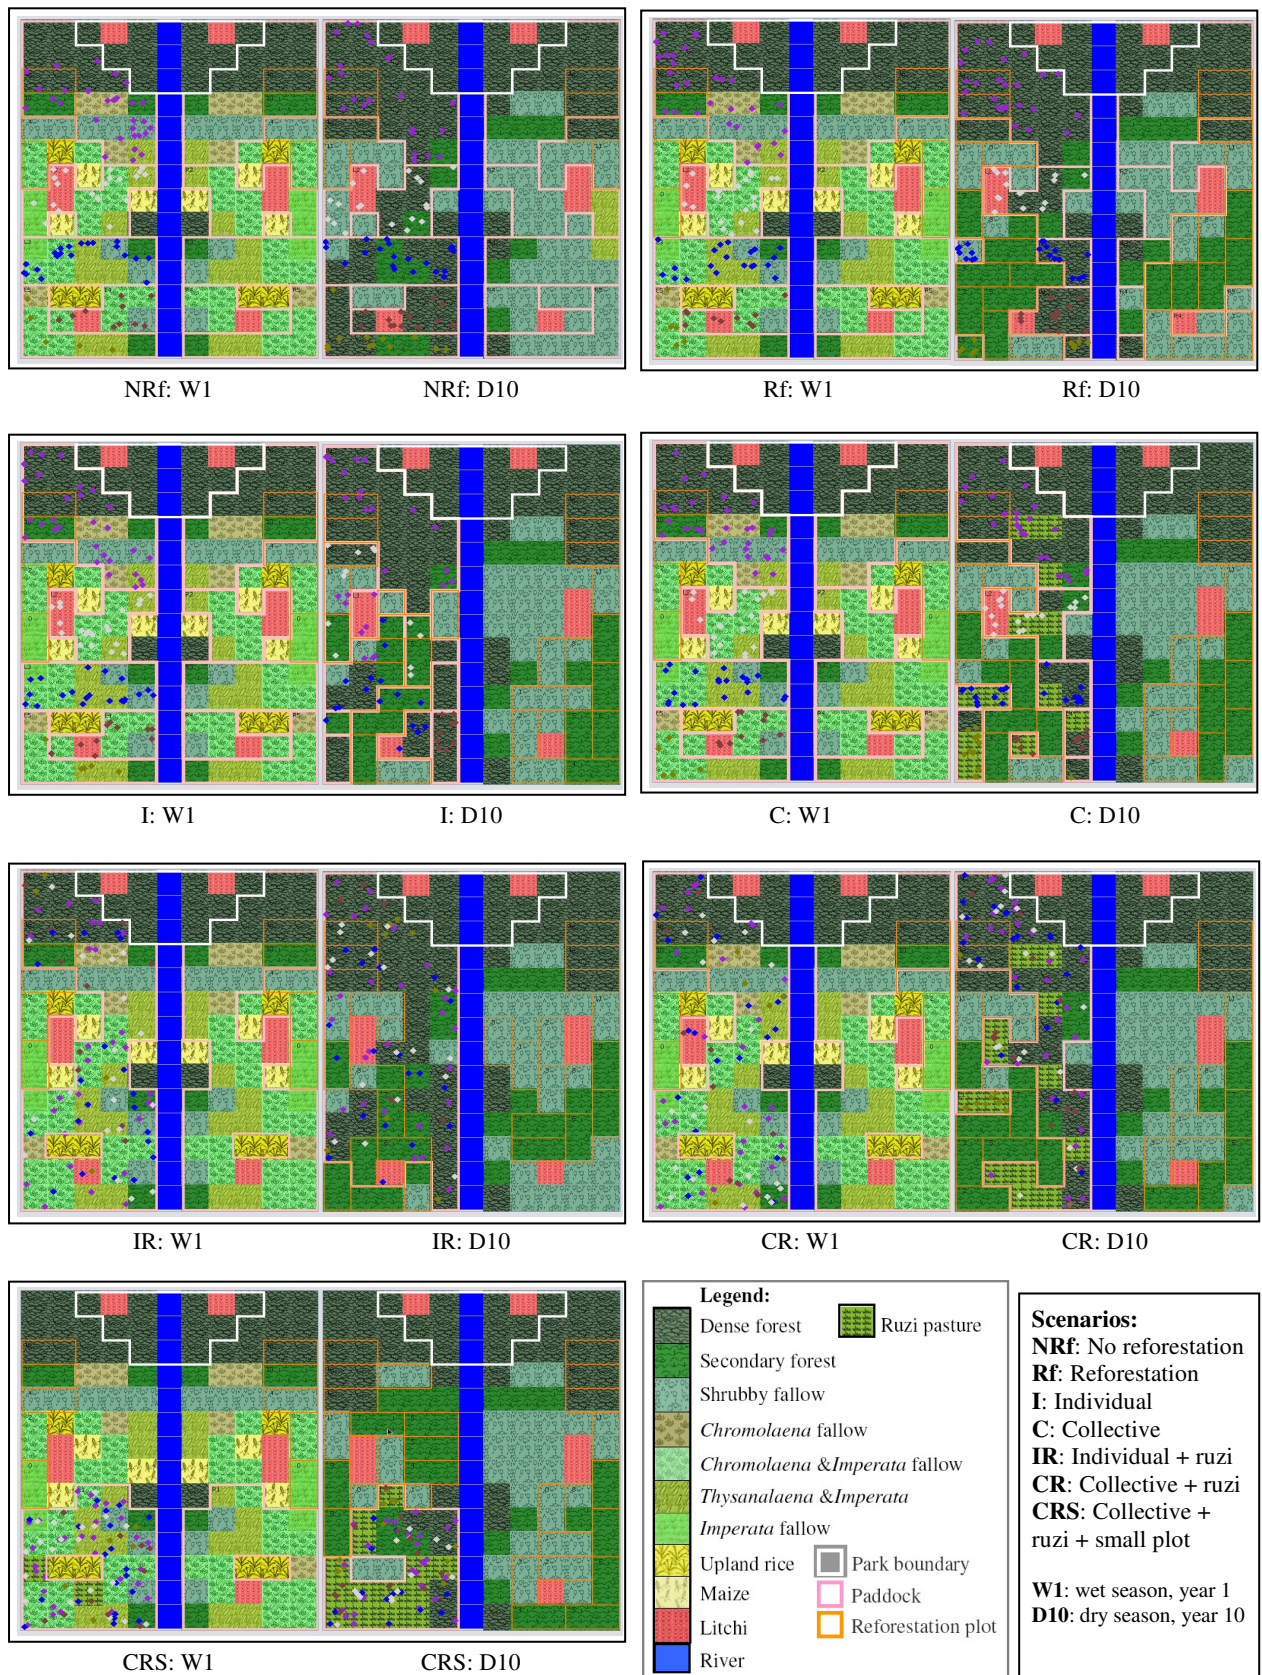 NRf: W1
NRf: D10
Rf: W1
Rf: D10
I: W1
I: D10
C: W1
C: D10
IR: W1
IR: D10
CR: W1
CR: D10
CRS: W1
CRS: D10
Legend:
Dense forest
Ruzi pasture
Secondary forest
Shrubby fallow
Chromolaena fallow
Chromolaena &Imperata fallow
Thysanalaena &Imperata
Imperata fallow
Upland rice
Park boundary
Maize
Paddock
Litchi
Reforestation plot
River
Scenarios:
NRf: No reforestation
Rf: Reforestation
I: Individual
C: Collective
IR: Individual + ruzi
CR: Collective + ruzi
CRS: Collective +
ruzi + small plot
W1: wet season, year 1
D10: dry season, year 10